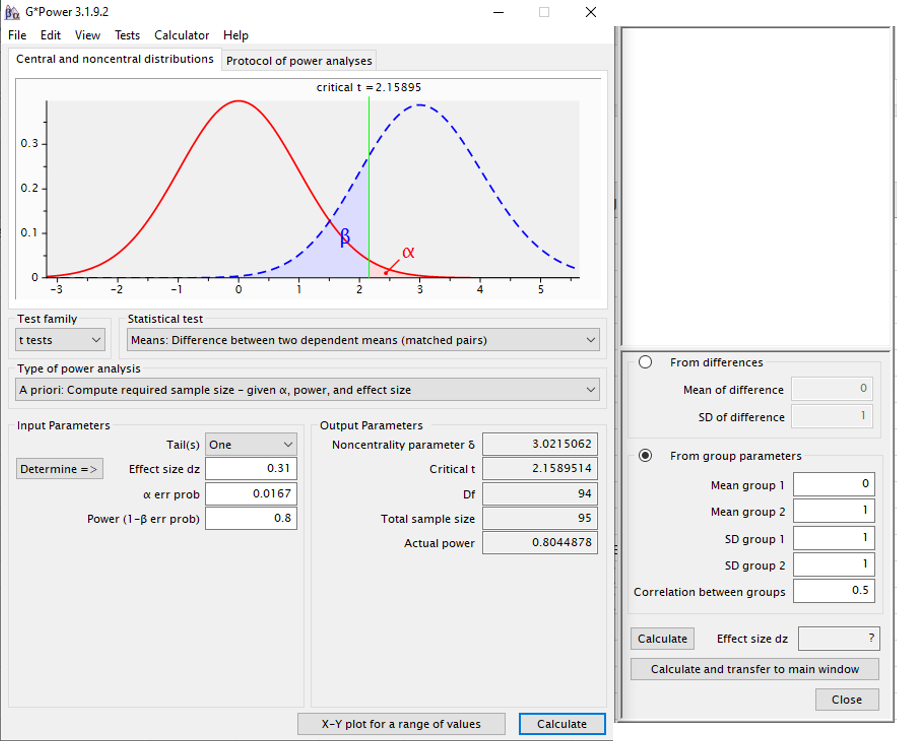 G*Power 3.1.9.2
File Edit View Tests Calculator Help
Central and noncentral distributions Protocol of power analyses
critical t = 2.15895
0.3
0.2
0.1
0
β
α
-3 -2 -1 0 1 2 3 4 5
Test family
t tests
Statistical test
Means: Difference between two dependent means (matched pairs)
Type of power analysis
A priori: Compute required sample size – given α, power, and effect size
Input Parameters
Tail(s) One
Determine => Effect size dz 0.31
α err prob 0.0167
Power (1-β err prob) 0.8
Output Parameters
Noncentrality parameter δ 3.0215062
Critical t 2.1589514
Df 94
Total sample size 95
Actual power 0.8044878
X-Y plot for a range of values Calculate
From differences
Mean of difference 0
SD of difference 1
From group parameters
Mean group 1 0
Mean group 2 1
SD group 1 1
SD group 2 1
Correlation between groups 0.5
Calculate Effect size dz ?
Calculate and transfer to main window
Close